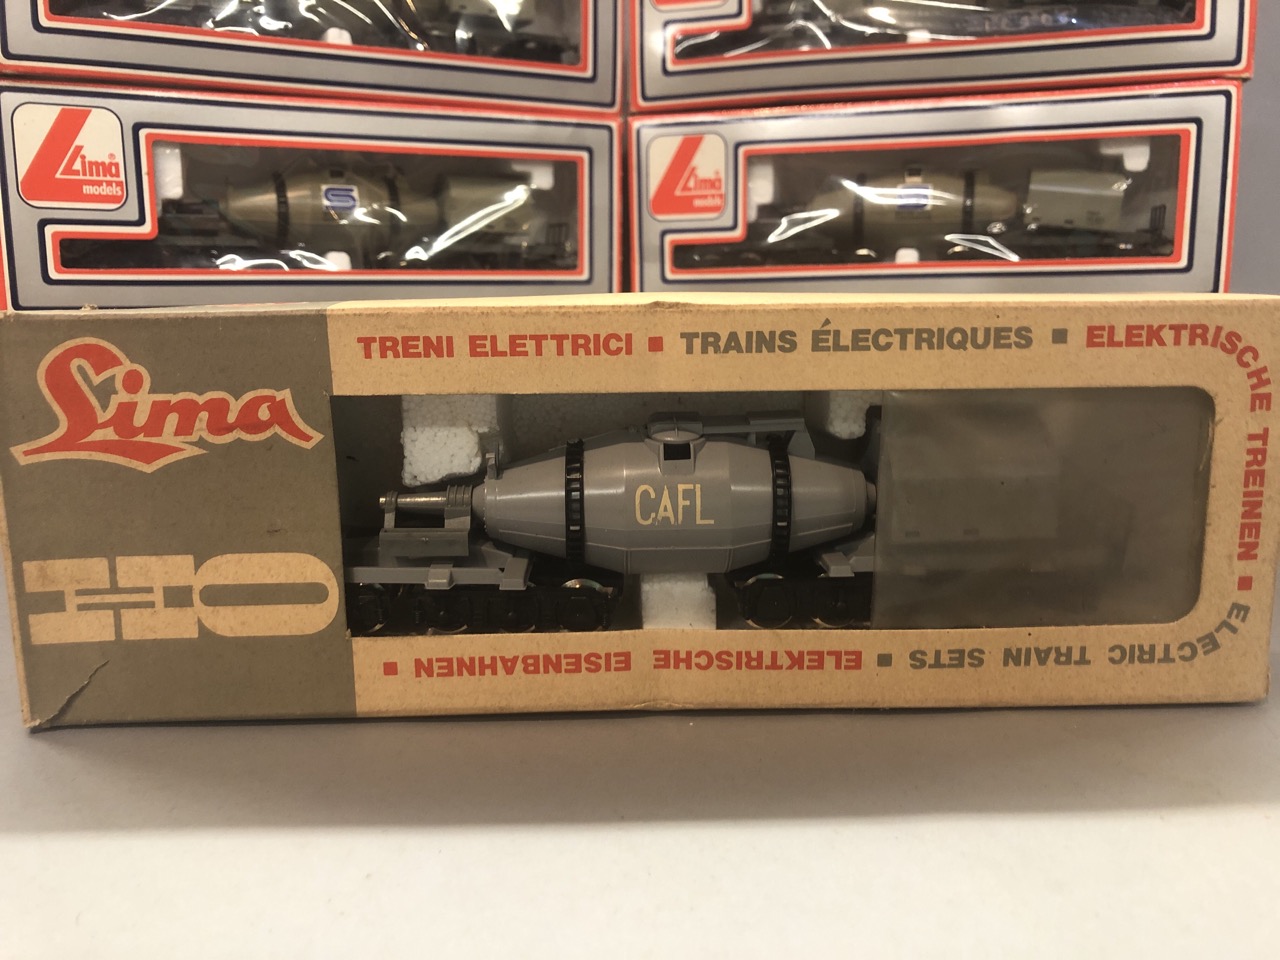 Lima®
models
Lima
models
TRENI ELETTRICI ■ TRAINS ÉLECTRIQUES ■ ELEKTRISCHE TREINEN ■ ELECTRIC TRAIN SETS ■ ELEKTRISCHE EISENBAHNEN ■
Lima
HO
CAFL